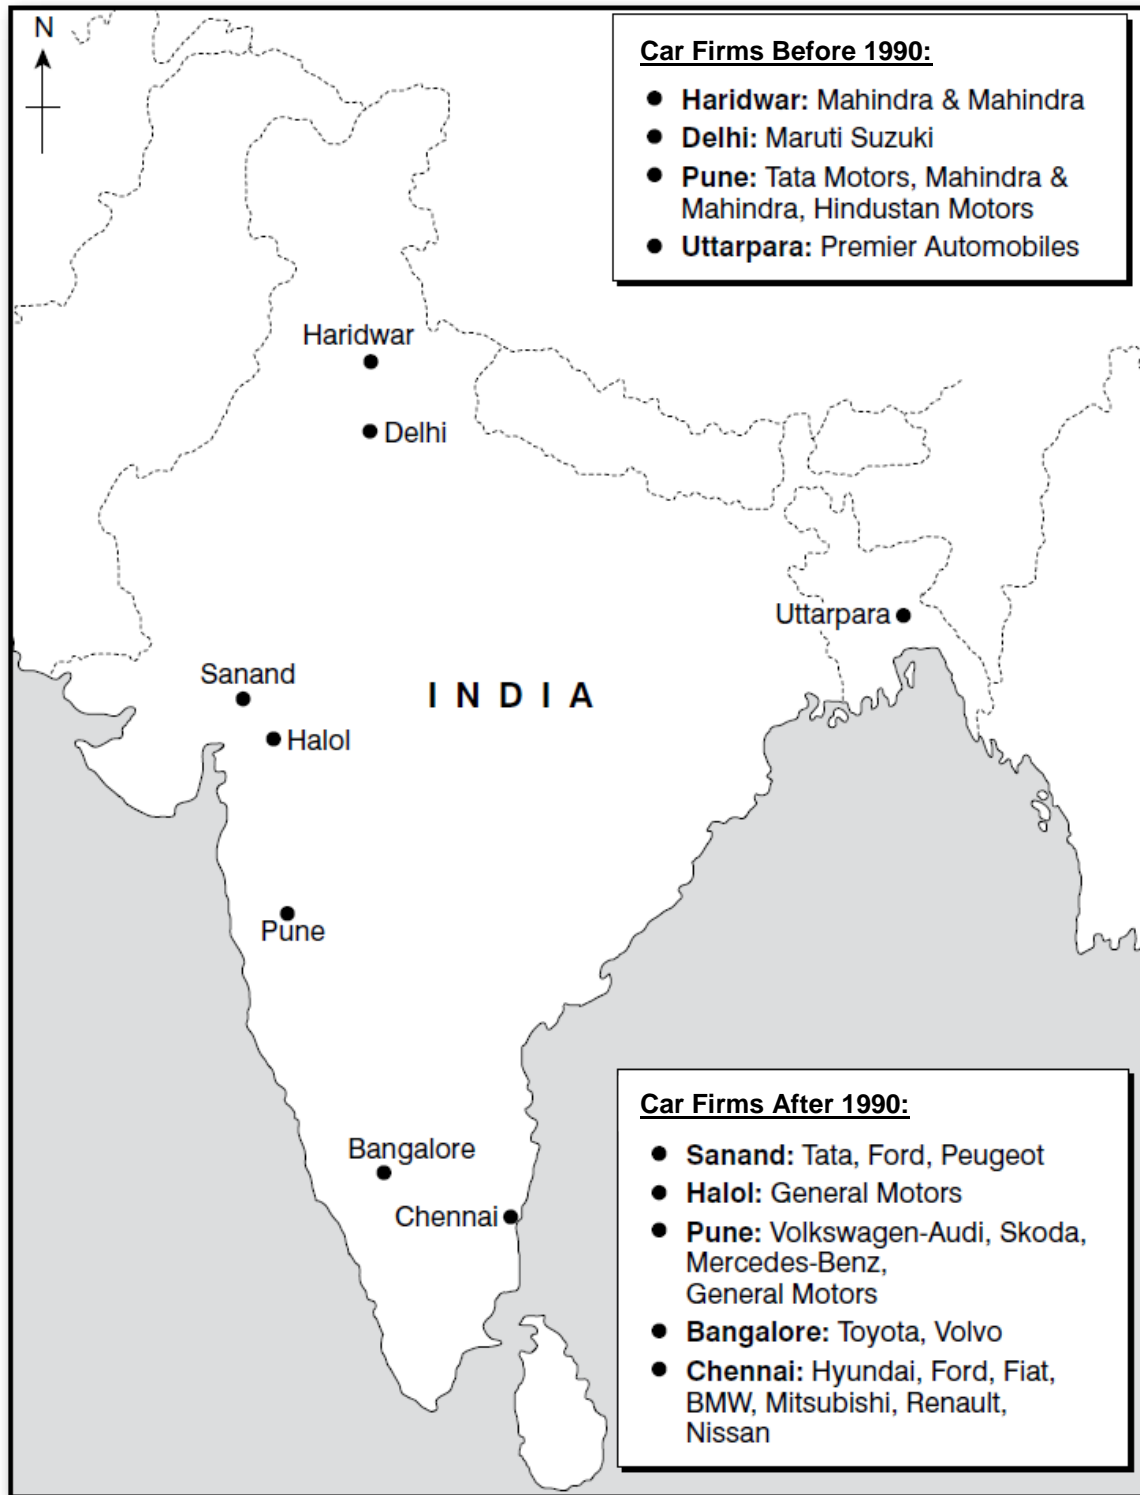 N
Car Firms Before 1990:
● Haridwar: Mahindra & Mahindra
● Delhi: Maruti Suzuki
● Pune: Tata Motors, Mahindra &
Mahindra, Hindustan Motors
● Uttarpara: Premier Automobiles
Haridwar
Delhi
Uttarpara
Sanand
INDIA
Halol
Pune
Bangalore
Chennai
Car Firms After 1990:
● Sanand: Tata, Ford, Peugeot
● Halol: General Motors
● Pune: Volkswagen-Audi, Skoda,
Mercedes-Benz,
General Motors
● Bangalore: Toyota, Volvo
● Chennai: Hyundai, Ford, Fiat,
BMW, Mitsubishi, Renault,
Nissan